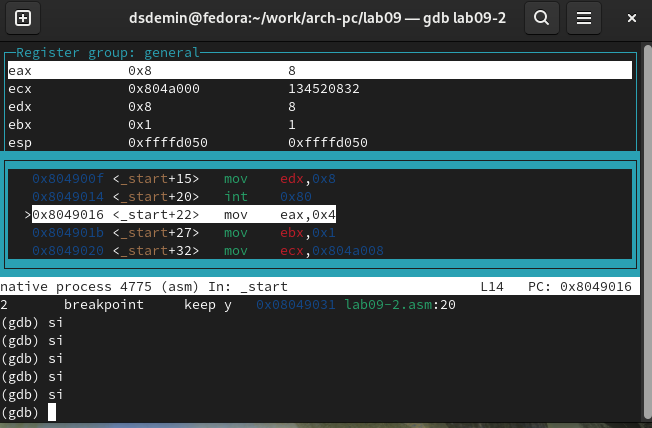 dsdemin@fedora:~/work/arch-pc/lab09 — gdb lab09-2
Register group: general
eax 0x8 8
ecx 0x804a000 134520832
edx 0x8 8
ebx 0x1 1
esp 0xffffd050 0xffffd050
0x804900f <_start+15> mov edx,0x8
0x8049014 <_start+20> int 0x80
>0x8049016 <_start+22> mov eax,0x4
0x804901b <_start+27> mov ebx,0x1
0x8049020 <_start+32> mov ecx,0x804a008
native process 4775 (asm) In: _start L14 PC: 0x8049016
2 breakpoint keep y 0x08049031 lab09-2.asm:20
(gdb) si
(gdb) si
(gdb) si
(gdb) si
(gdb) si
(gdb)